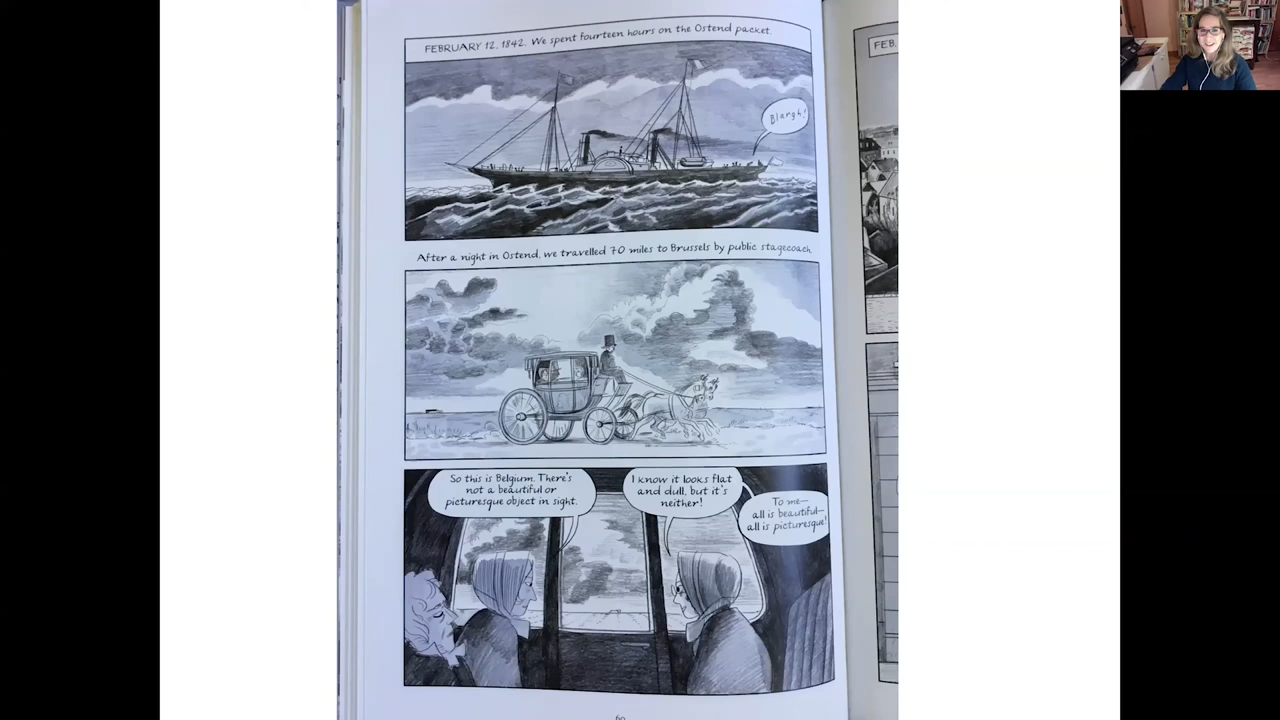 FEBRUARY 12, 1842. We spent fourteen hours on the Ostend packet.
Blargh!
After a night in Ostend, we travelled 70 miles to Brussels by public stagecoach.
So this is Belgium. There's
not a beautiful or
picturesque object in sight.
I know it looks flat
and dull, but it's
neither!
To me—
all is beautiful—
all is picturesque!
FEB.